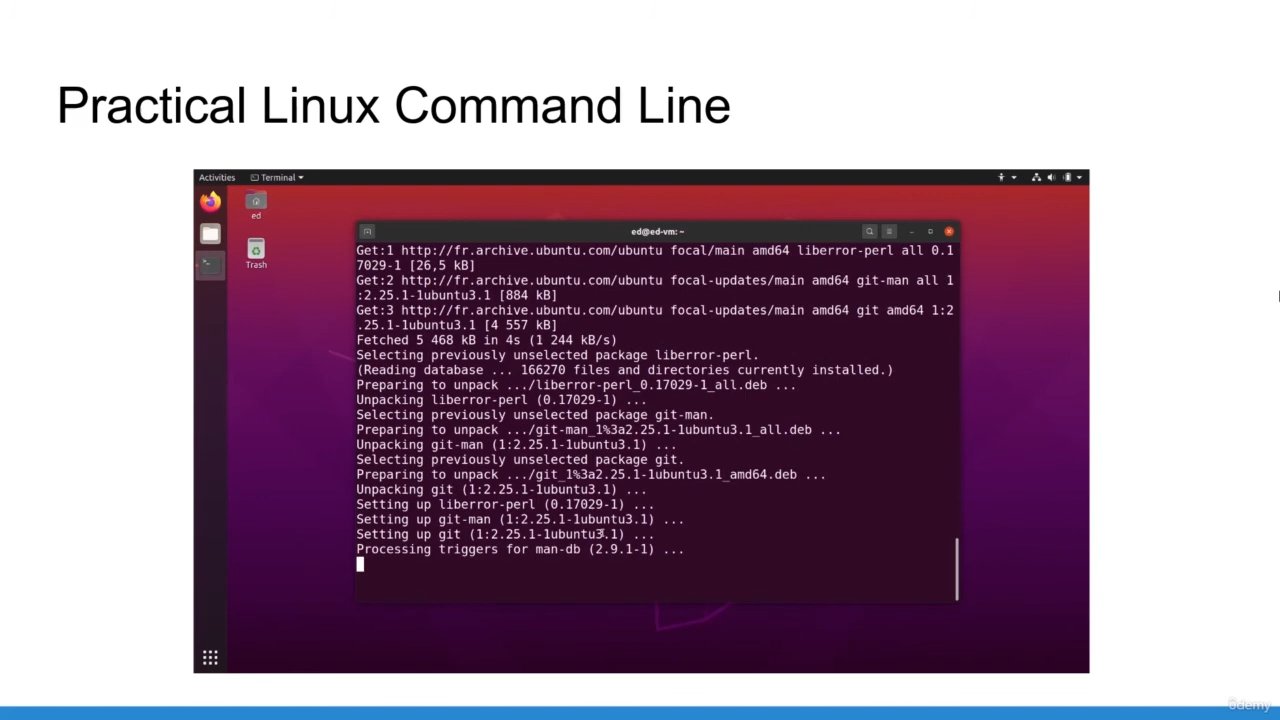 Practical Linux Command Line
Activities Terminal
ed
Trash
ed@ed-vm: ~
Get:1 http://fr.archive.ubuntu.com/ubuntu focal/main amd64 liberror-perl all 0.1
7029-1 [26,5 kB]
Get:2 http://fr.archive.ubuntu.com/ubuntu focal-updates/main amd64 git-man all 1
:2.25.1-1ubuntu3.1 [884 kB]
Get:3 http://fr.archive.ubuntu.com/ubuntu focal-updates/main amd64 git amd64 1:2
.25.1-1ubuntu3.1 [4 557 kB]
Fetched 5 468 kB in 4s (1 244 kB/s)
Selecting previously unselected package liberror-perl.
(Reading database ... 166270 files and directories currently installed.)
Preparing to unpack .../liberror-perl_0.17029-1_all.deb ...
Unpacking liberror-perl (0.17029-1) ...
Selecting previously unselected package git-man.
Preparing to unpack .../git-man_1%3a2.25.1-1ubuntu3.1_all.deb ...
Unpacking git-man (1:2.25.1-1ubuntu3.1) ...
Selecting previously unselected package git.
Preparing to unpack .../git_1%3a2.25.1-1ubuntu3.1_amd64.deb ...
Unpacking git (1:2.25.1-1ubuntu3.1) ...
Setting up liberror-perl (0.17029-1) ...
Setting up git-man (1:2.25.1-1ubuntu3.1) ...
Setting up git (1:2.25.1-1ubuntu3.1) ...
Processing triggers for man-db (2.9.1-1) ...
ûdemy